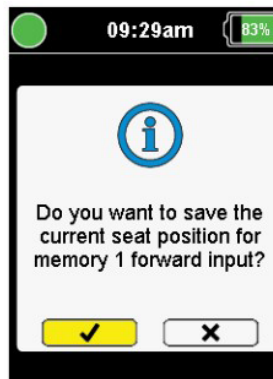 09:29am 83%
Do you want to save the
current seat position for
memory 1 forward input?